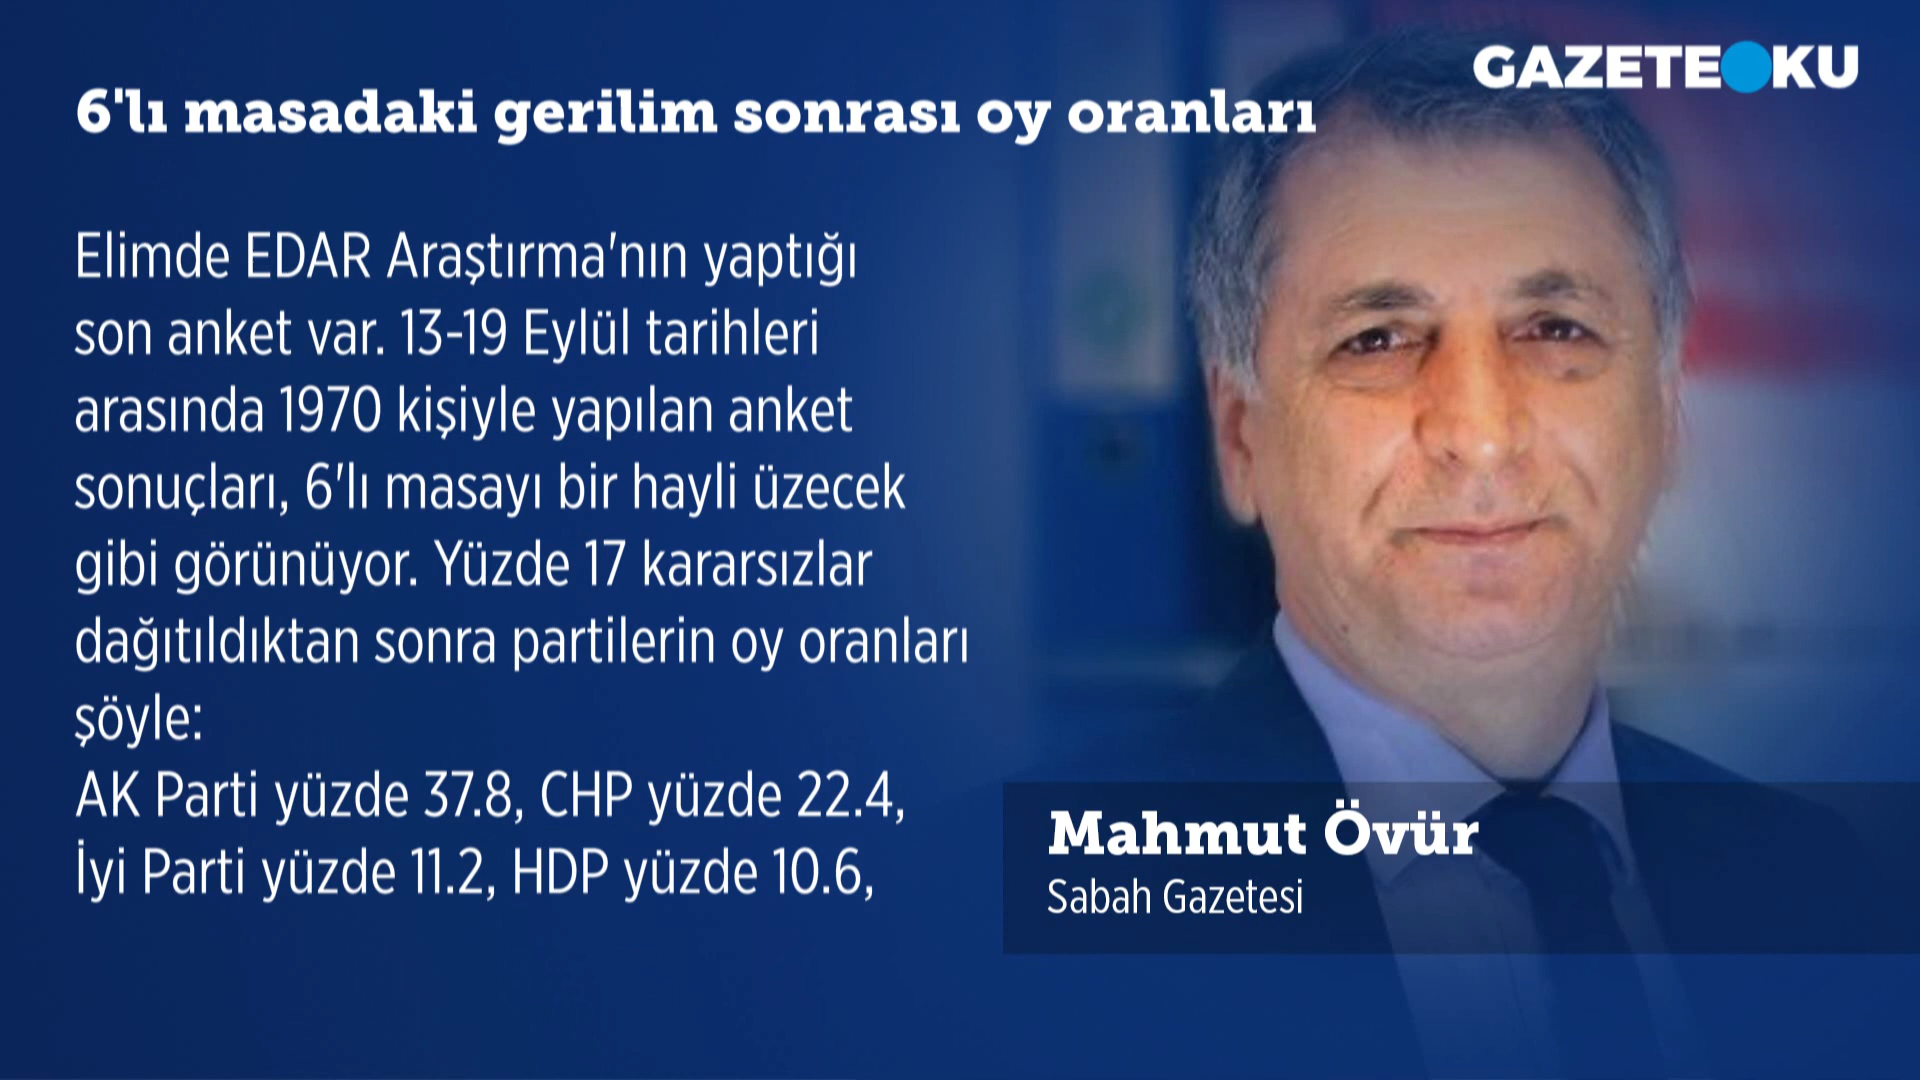 GAZETEOKU
6'lı masadaki gerilim sonrası oy oranları
Elimde EDAR Araştırma'nın yaptığı
son anket var. 13-19 Eylül tarihleri
arasında 1970 kişiyle yapılan anket
sonuçları, 6'lı masayı bir hayli üzecek
gibi görünüyor. Yüzde 17 kararsızlar
dağıtıldıktan sonra partilerin oy oranları
şöyle:
AK Parti yüzde 37.8, CHP yüzde 22.4,
İyi Parti yüzde 11.2, HDP yüzde 10.6,
Mahmut Övür
Sabah Gazetesi